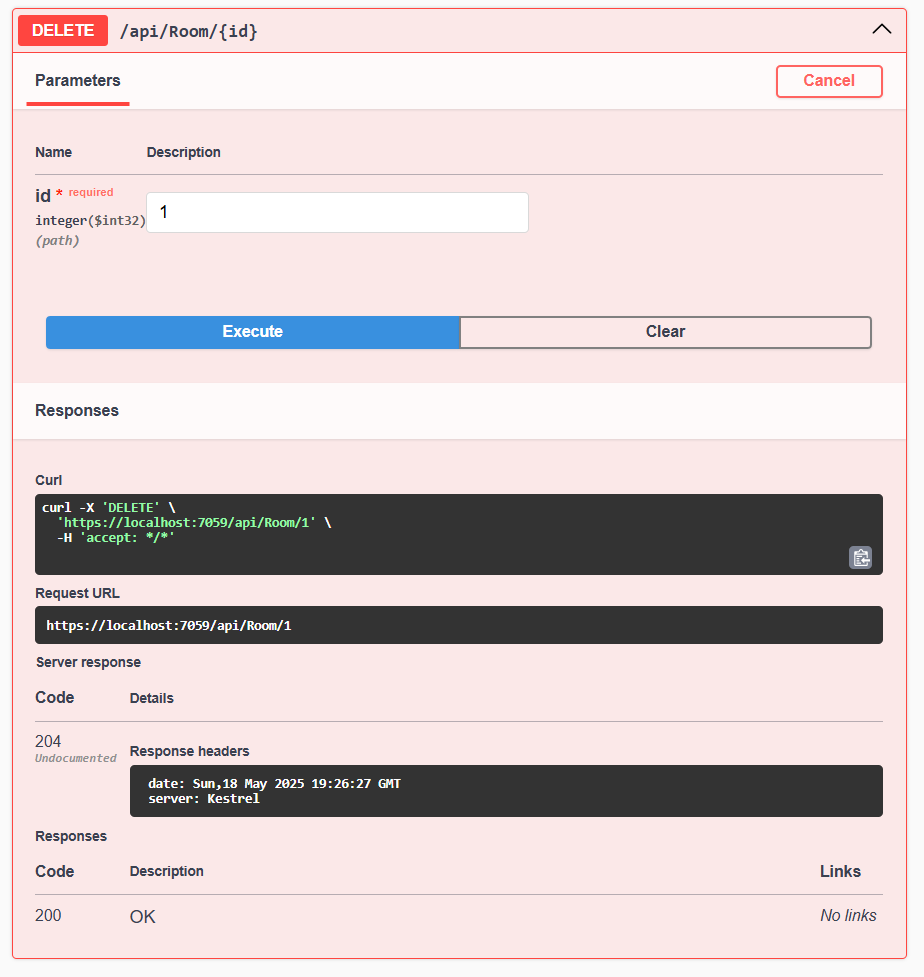 DELETE /api/Room/{id}
Parameters
Cancel
Name Description
id * required
integer($int32)
(path)
1
Execute Clear
Responses
Curl
curl -X 'DELETE' \
'https://localhost:7059/api/Room/1' \
-H 'accept: */*'
Request URL
https://localhost:7059/api/Room/1
Server response
Code Details
204
Undocumented
Response headers
date: Sun,18 May 2025 19:26:27 GMT
server: Kestrel
Responses
Code Description Links
200 OK No links